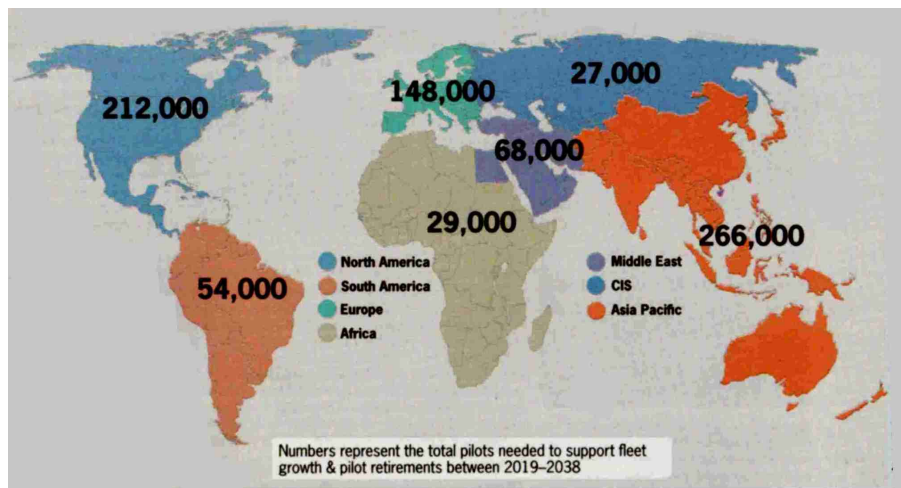 212,000
148,000
27,000
68,000
29,000
266,000
54,000
North America
South America
Europe
Africa
Middle East
CIS
Asia Pacific
Numbers represent the total pilots needed to support fleet
growth & pilot retirements between 2019–2038